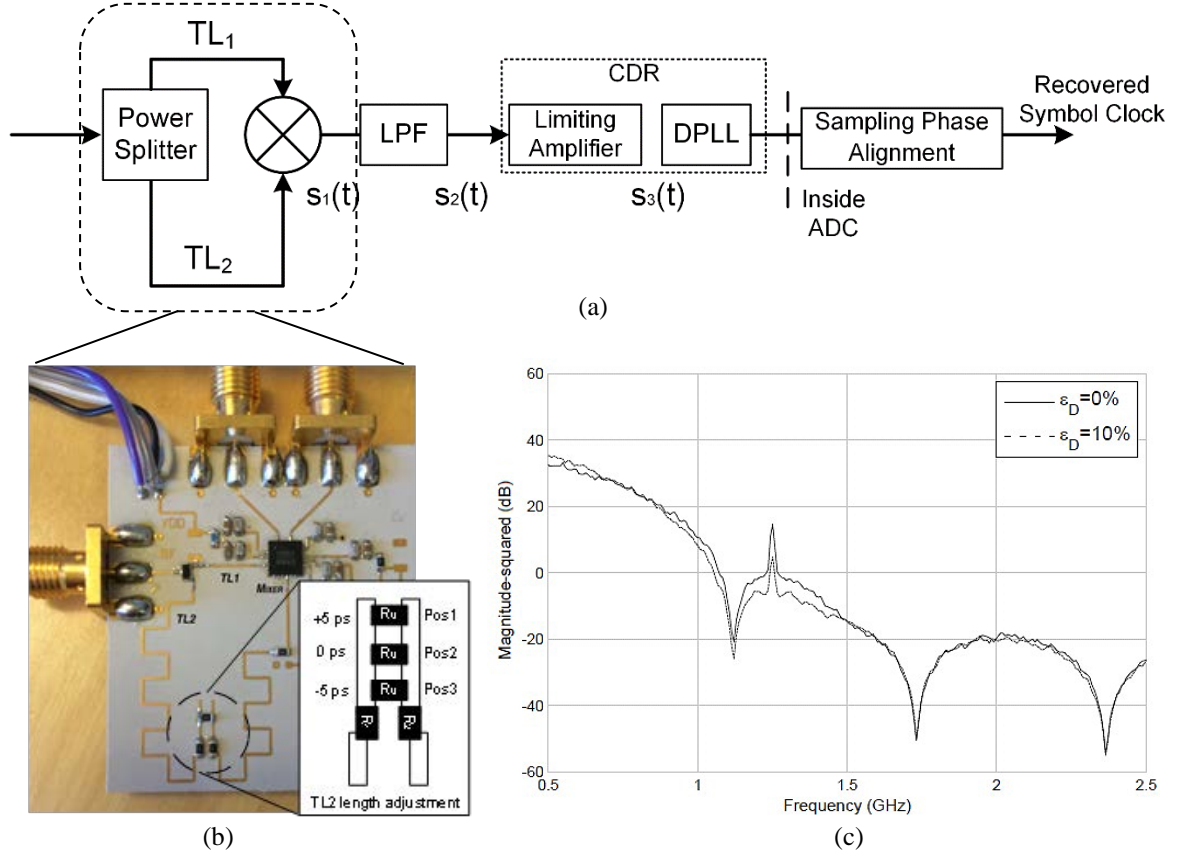 TL1
Power
Splitter
TL2
s1(t)
LPF
s2(t)
CDR
Limiting
Amplifier
DPLL
s3(t)
Inside
ADC
Sampling Phase
Alignment
Recovered
Symbol Clock
(a)
TL1
MIXER
TL2
+5 ps
Ru
Pos1
0 ps
Ru
Pos2
-5 ps
Ru
Pos3
TL2 length adjustment
(b)
60
40
20
0
-20
-40
-60
Magnitude-squared (dB)
0.5
1
1.5
2
2.5
Frequency (GHz)
εD=0%
εD=10%
(c)